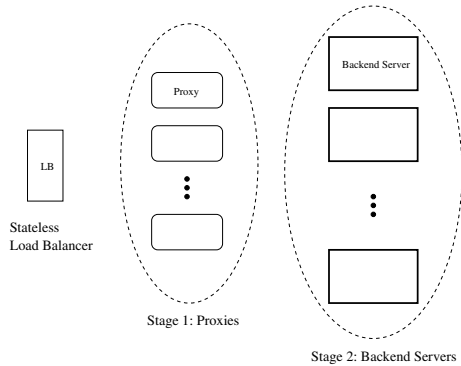 Backend Server
Proxy
LB
Stateless
Load Balancer
Stage 1: Proxies
Stage 2: Backend Servers